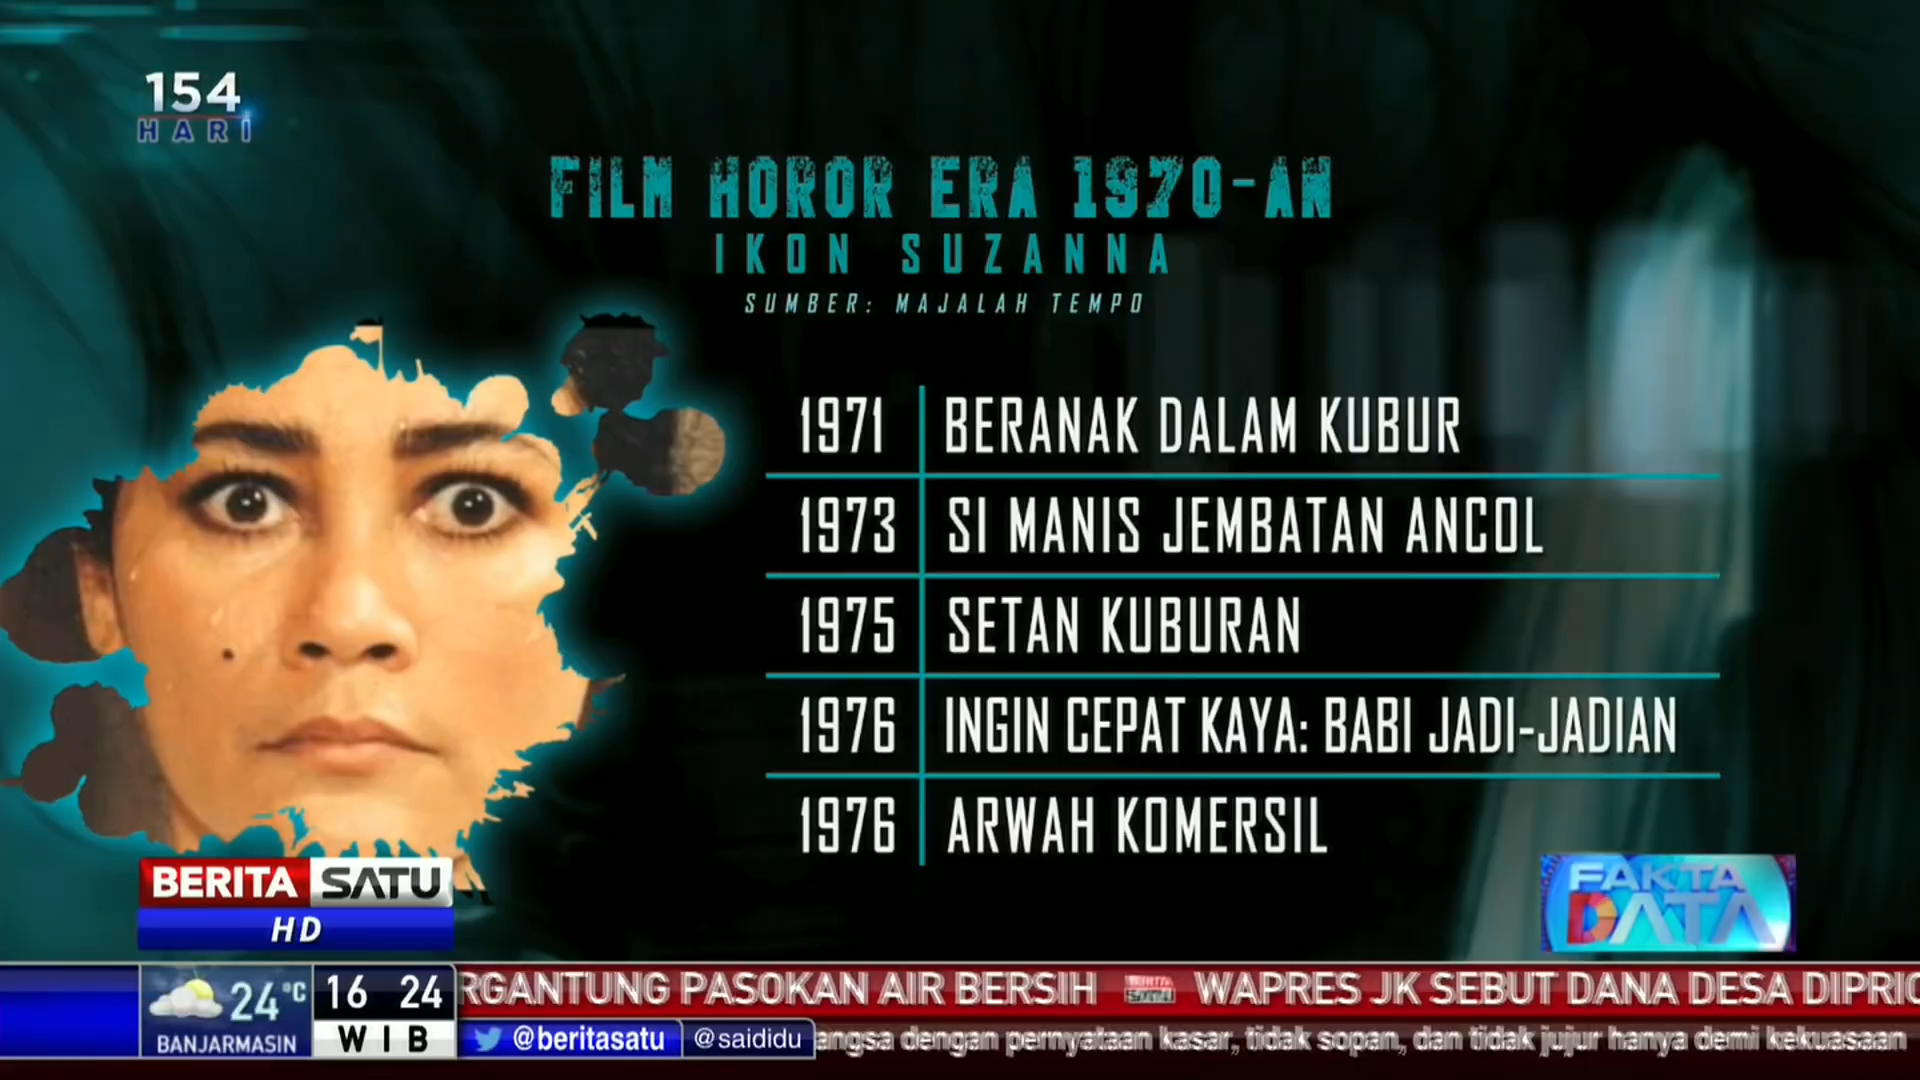 154
HARI
FILM HOROR ERA 1970-AN
IKON SUZANNA
SUMBER: MAJALAH TEMPO
1971 BERANAK DALAM KUBUR
1973 SI MANIS JEMBATAN ANCOL
1975 SETAN KUBURAN
1976 INGIN CEPAT KAYA: BABI JADI-JADIAN
1976 ARWAH KOMERSIL
BERITA SATU
HD
FAKTA
DATA
24°C
BANJARMASIN
16 24
WIB
RGANTUNG PASOKAN AIR BERSIH BERITA SATU WAPRES JK SEBUT DANA DESA DIPRIO
@beritasatu @saididu angsa dengan pernyataan kasar, tidak sopan, dan tidak jujur hanya demi kekuasaan